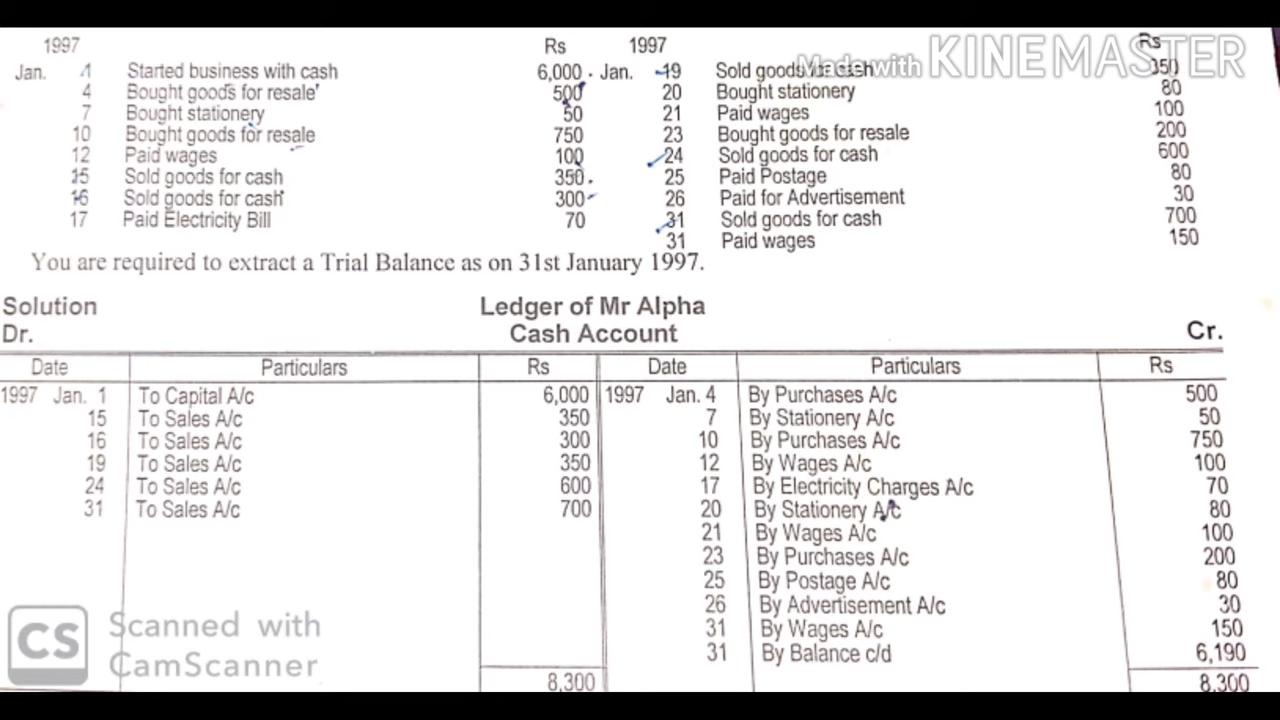 1997 Rs 1997 Rs
Made with KINEMASTER
Jan. 1 Started business with cash 6,000 Jan. 19 Sold goods for cash 350
4 Bought goods for resale 500 20 Bought stationery 80
7 Bought stationery 50 21 Paid wages 100
10 Bought goods for resale 750 23 Bought goods for resale 200
12 Paid wages 100 24 Sold goods for cash 600
15 Sold goods for cash 350 25 Paid Postage 80
16 Sold goods for cash 300 26 Paid for Advertisement 30
17 Paid Electricity Bill 70 31 Sold goods for cash 700
31 Paid wages 150
You are required to extract a Trial Balance as on 31st January 1997.
Solution Ledger of Mr Alpha
Dr. Cash Account Cr.
Date Particulars Rs Date Particulars Rs
1997 Jan. 1 To Capital A/c 6,000 1997 Jan. 4 By Purchases A/c 500
15 To Sales A/c 350 7 By Stationery A/c 50
16 To Sales A/c 300 10 By Purchases A/c 750
19 To Sales A/c 350 12 By Wages A/c 100
24 To Sales A/c 600 17 By Electricity Charges A/c 70
31 To Sales A/c 700 20 By Stationery A/c 80
21 By Wages A/c 100
23 By Purchases A/c 200
25 By Postage A/c 80
26 By Advertisement A/c 30
31 By Wages A/c 150
31 By Balance c/d 6,190
8,300 8,300
CS Scanned with
CamScanner